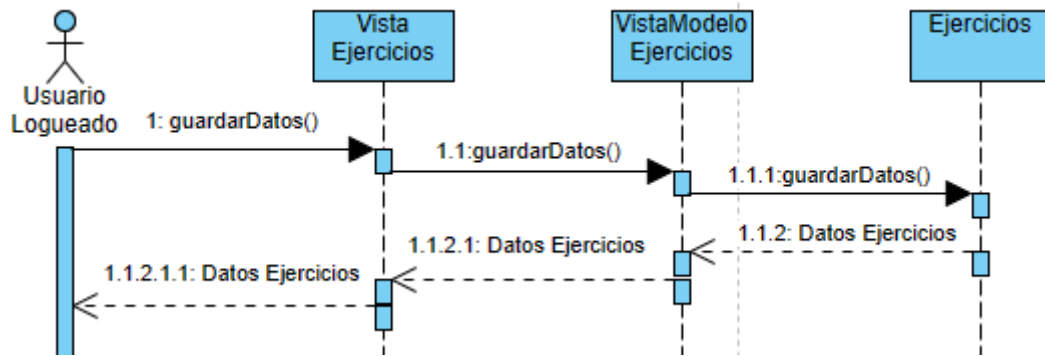 Vista
Ejercicios
VistaModelo
Ejercicios
Ejercicios
Usuario
Logueado
1: guardarDatos()
1.1:guardarDatos()
1.1.1:guardarDatos()
1.1.2: Datos Ejercicios
1.1.2.1: Datos Ejercicios
1.1.2.1.1: Datos Ejercicios